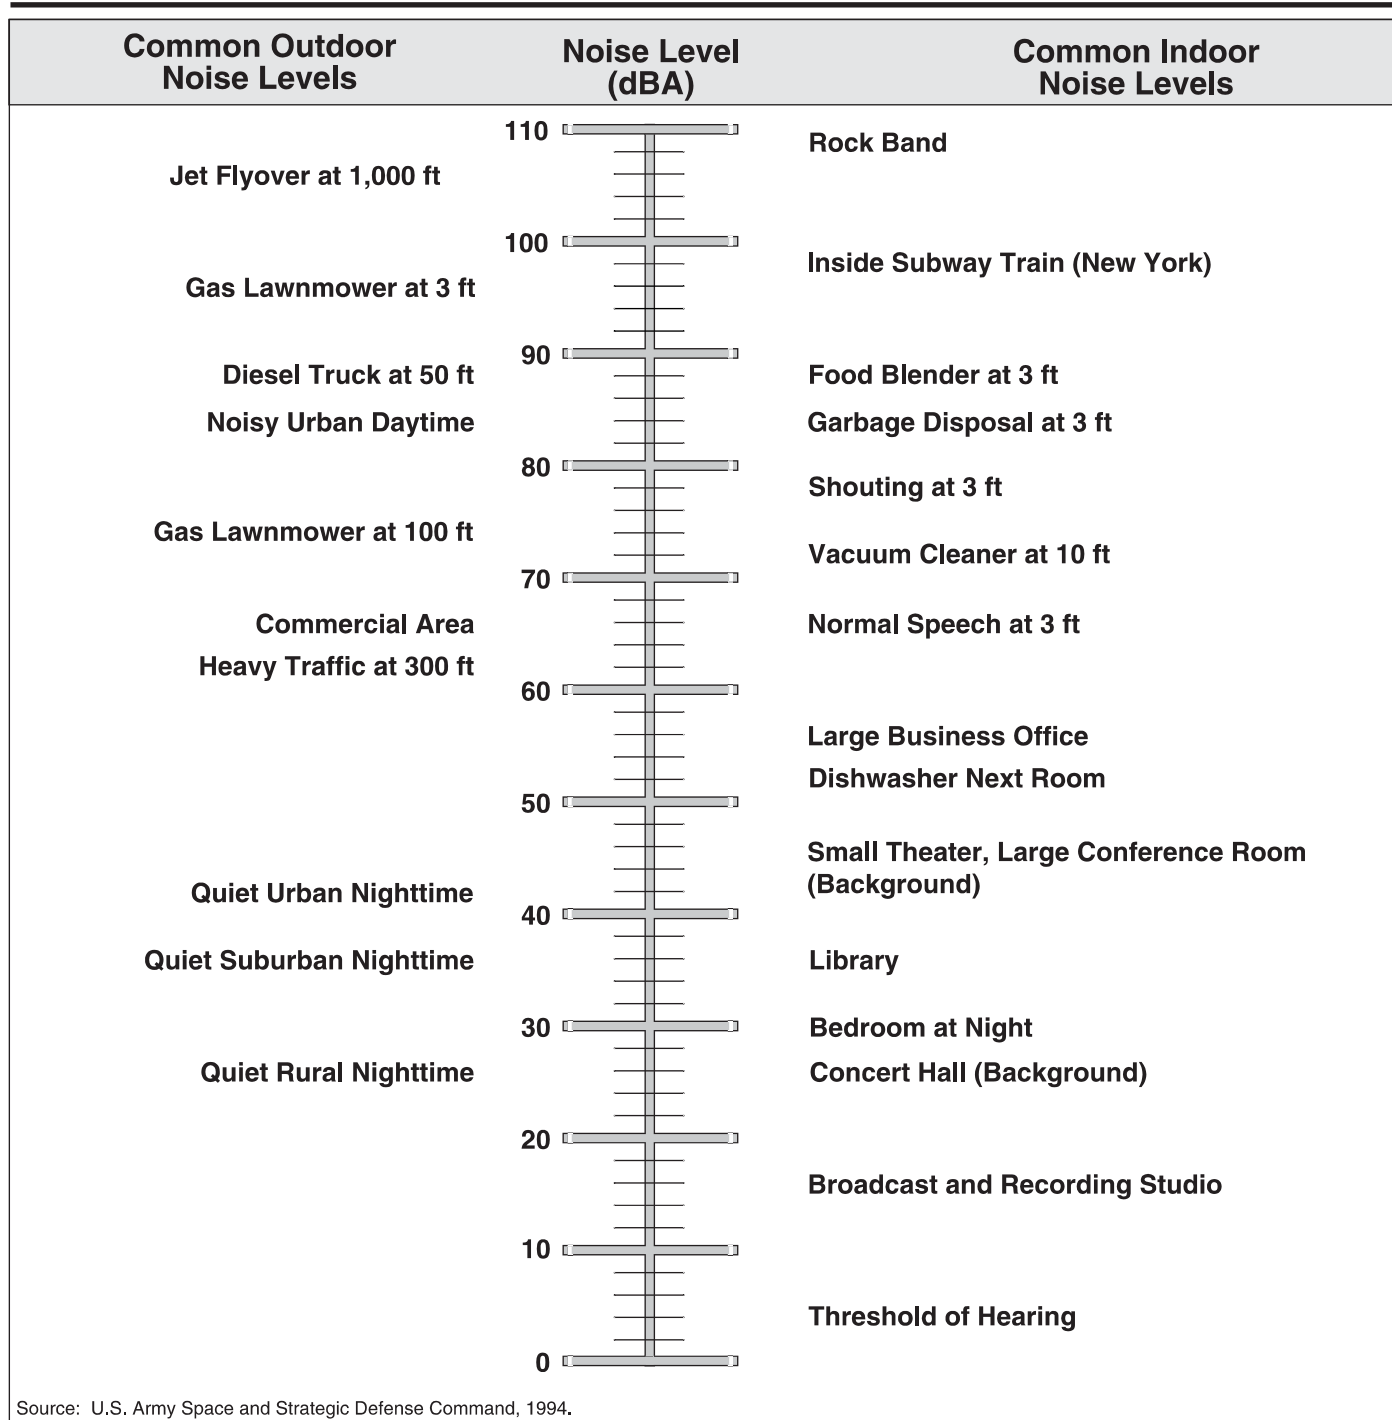 Common Outdoor
Noise Levels
Noise Level
(dBA)
Common Indoor
Noise Levels
110
Rock Band
Jet Flyover at 1,000 ft
100
Inside Subway Train (New York)
Gas Lawnmower at 3 ft
90
Diesel Truck at 50 ft
Food Blender at 3 ft
Noisy Urban Daytime
Garbage Disposal at 3 ft
80
Shouting at 3 ft
Gas Lawnmower at 100 ft
Vacuum Cleaner at 10 ft
70
Commercial Area
Normal Speech at 3 ft
Heavy Traffic at 300 ft
60
Large Business Office
Dishwasher Next Room
50
Small Theater, Large Conference Room
(Background)
Quiet Urban Nighttime
40
Quiet Suburban Nighttime
Library
30
Bedroom at Night
Quiet Rural Nighttime
Concert Hall (Background)
20
Broadcast and Recording Studio
10
Threshold of Hearing
0
Source: U.S. Army Space and Strategic Defense Command, 1994.